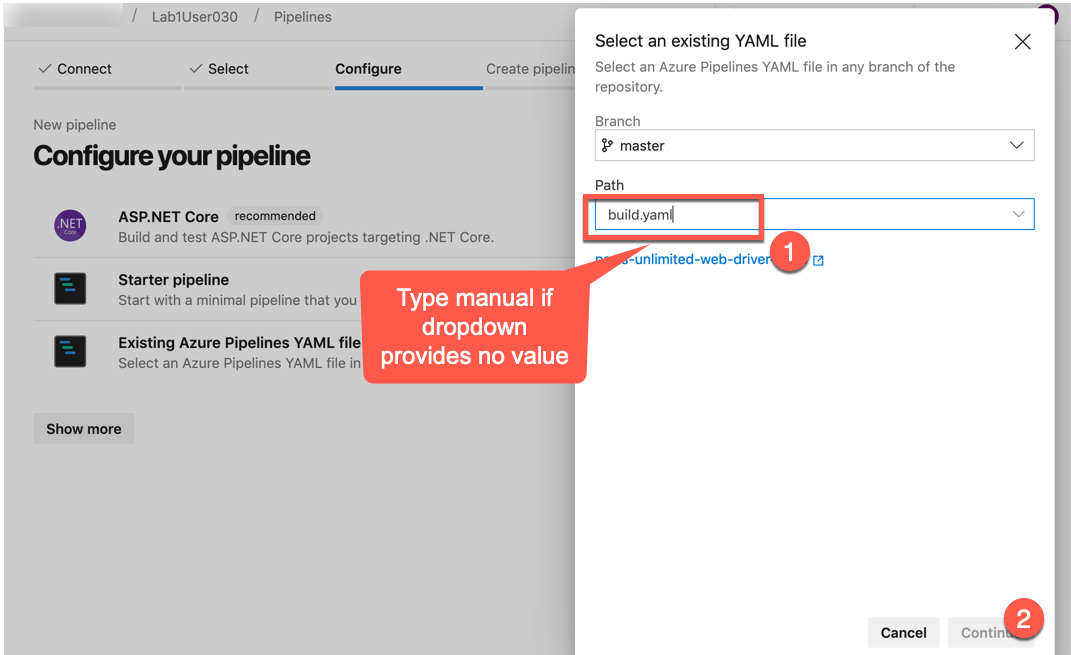 / Lab1User030 / Pipelines
Connect
Select
Configure
Create pipelin
New pipeline
Configure your pipeline
.NET
Core
ASP.NET Core recommended
Build and test ASP.NET Core projects targeting .NET Core.
Starter pipeline
Start with a minimal pipeline that you
Existing Azure Pipelines YAML file
Select an Azure Pipelines YAML file in
Show more
Select an existing YAML file
Select an Azure Pipelines YAML file in any branch of the
repository.
Branch
master
Path
build.yaml
1
-unlimited-web-driver-
Type manual if
dropdown
provides no value
Cancel
Continu
2